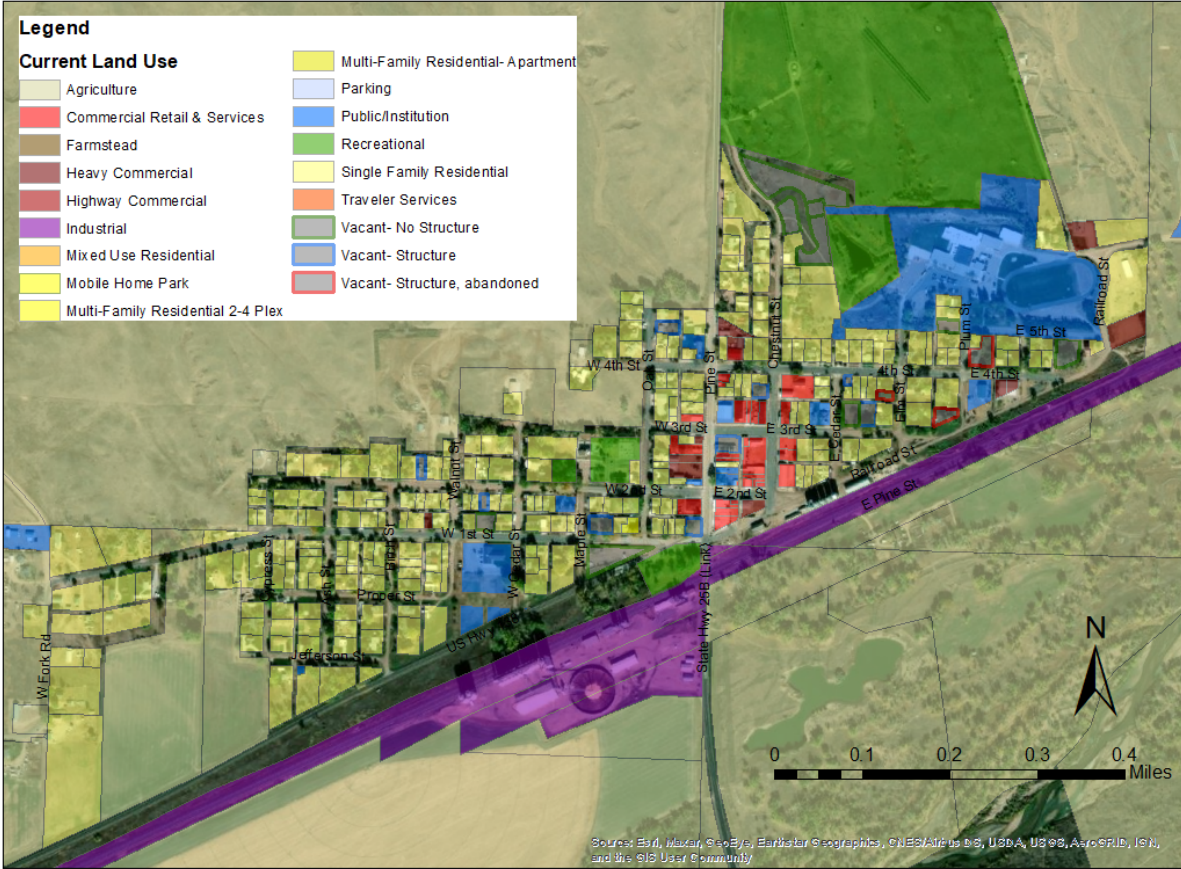 Legend
Current Land Use
Agriculture
Commercial Retail & Services
Farmstead
Heavy Commercial
Highway Commercial
Industrial
Mixed Use Residential
Mobile Home Park
Multi-Family Residential 2-4 Plex
Multi-Family Residential- Apartment
Parking
Public/Institution
Recreational
Single Family Residential
Traveler Services
Vacant- No Structure
Vacant- Structure
Vacant- Structure, abandoned
Railroad St
Plum St
E 5th St
Chestnut St
Pine St
W 4th St
4th St
E 4th St
W 3rd St
E 3rd St
E Cedar St
Railroad St
Walnut St
E 2nd St
E Pine St
W 1st St
Maple St
W Cedar St
Proper St
Jefferson St
US Hwy
State Hwy 25B (Link)
W Fork Rd
N
0 0.1 0.2 0.3 0.4
Miles
Source: Esri, Maxar, GeoEye, Earthstar Geographics, CNES/Airbus DS, USDA, USGS, AeroGRID, IGN,
and the GIS User Community